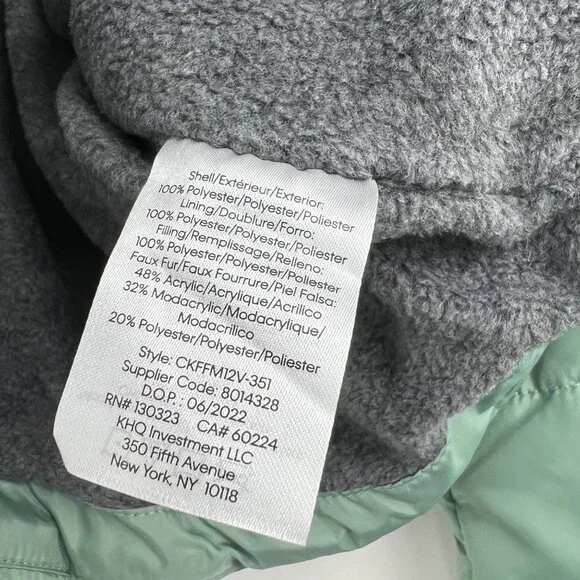 Shell/Extérieur/Exterior:
100% Polyester/Polyester/Poliester
Lining/Doublure/Forro:
100% Polyester/Polyester/Poliester
Filling/Remplissage/Relleno:
100% Polyester/Polyester/Poliester
Faux Fur/Faux Fourrure/Piel Falsa:
48% Acrylic/Acrylique/Acrilico
32% Modacrylic/Modacrylique/
Modacrilico
20% Polyester/Polyester/Poliester
Style: CKFFM12V-351
Supplier Code: 8014328
D.O.P.: 06/2022
RN# 130323 CA# 60224
KHQ Investment LLC
350 Fifth Avenue
New York, NY 10118